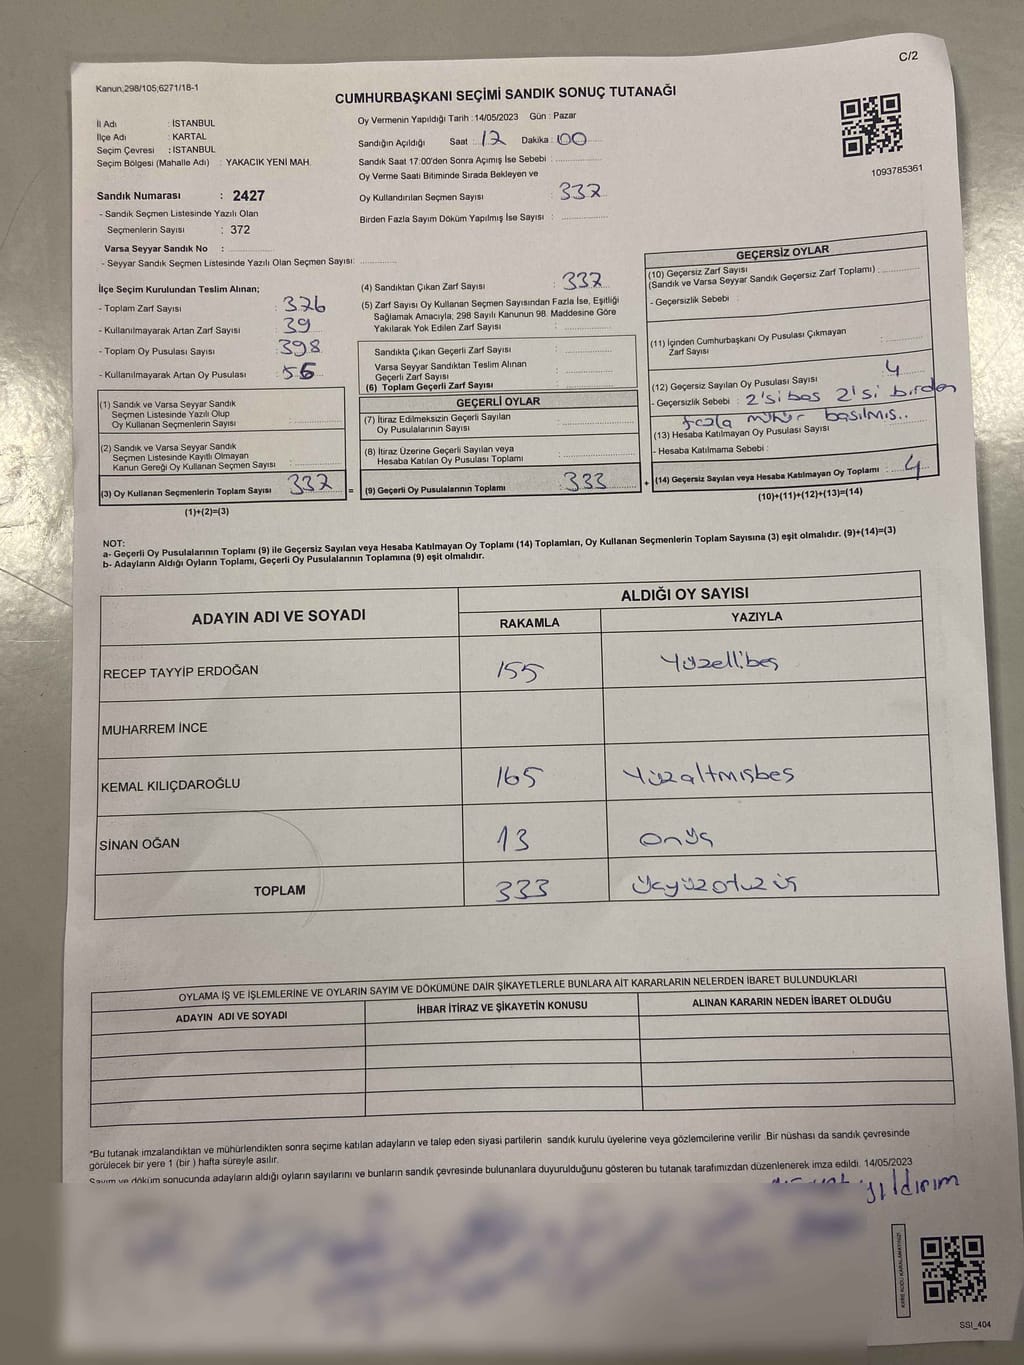 C/2
Kanun,298/105;6271/18-1
CUMHURBAŞKANI SEÇİMİ SANDIK SONUÇ TUTANAĞI
İl Adı : İSTANBUL
İlçe Adı : KARTAL
Seçim Çevresi : İSTANBUL
Seçim Bölgesi (Mahalle Adı) : YAKACIK YENİ MAH.
Sandık Numarası : 2427
- Sandık Seçmen Listesinde Yazılı Olan
Seçmenlerin Sayısı : 372
Varsa Seyyar Sandık No :
- Seyyar Sandık Seçmen Listesinde Yazılı Olan Seçmen Sayısı:
Oy Vermenin Yapıldığı Tarih : 14/05/2023 Gün : Pazar
Sandığın Açıldığı Saat : 17 Dakika : 00
Sandık Saat 17:00'den Sonra Açımış İse Sebebi :
Oy Verme Saati Bitiminde Sırada Bekleyen ve
Oy Kullandırılan Seçmen Sayısı : 337
Birden Fazla Sayım Döküm Yapılmış İse Sayısı :
1093785361
İlçe Seçim Kurulundan Teslim Alınan;
- Toplam Zarf Sayısı : 376
- Kullanılmayarak Artan Zarf Sayısı : 39
- Toplam Oy Pusulası Sayısı : 398
- Kullanılmayarak Artan Oy Pusulası :
(1) Sandık ve Varsa Seyyar Sandık
Seçmen Listesinde Yazılı Olup
Oy Kullanan Seçmenlerin Sayısı :
(2) Sandık ve Varsa Seyyar Sandık
Seçmen Listesinde Kayıtlı Olmayan
Kanun Gereği Oy Kullanan Seçmen Sayısı :
(3) Oy Kullanan Seçmenlerin Toplam Sayısı 337 =
(1)+(2)=(3)
(4) Sandıktan Çıkan Zarf Sayısı : 337
(5) Zarf Sayısı Oy Kullanan Seçmen Sayısından Fazla İse, Eşitliği
Sağlamak Amacıyla; 298 Sayılı Kanunun 98. Maddesine Göre
Yakılarak Yok Edilen Zarf Sayısı :
Sandıkta Çıkan Geçerli Zarf Sayısı :
Varsa Seyyar Sandıktan Teslim Alınan
Geçerli Zarf Sayısı :
(6) Toplam Geçerli Zarf Sayısı :
GEÇERLİ OYLAR
(7) İtiraz Edilmeksizin Geçerli Sayılan
Oy Pusulalarının Sayısı :
(8) İtiraz Üzerine Geçerli Sayılan veya
Hesaba Katılan Oy Pusulası Toplamı :
(9) Geçerli Oy Pusulalarının Toplamı : 333 +
GEÇERSİZ OYLAR
(10) Geçersiz Zarf Sayısı
(Sandık ve Varsa Seyyar Sandık Geçersiz Zarf Toplamı) :
- Geçersizlik Sebebi :
(11) İçinden Cumhurbaşkanı Oy Pusulası Çıkmayan
Zarf Sayısı :
(12) Geçersiz Sayılan Oy Pusulası Sayısı : 4
- Geçersizlik Sebebi : 2'si boş 2'si birden
fazla mühür basılmış..
(13) Hesaba Katılmayan Oy Pusulası Sayısı :
- Hesaba Katılmama Sebebi :
(14) Geçersiz Sayılan veya Hesaba Katılmayan Oy Toplamı : 4
(10)+(11)+(12)+(13)=(14)
NOT:
a- Geçerli Oy Pusulalarının Toplamı (9) ile Geçersiz Sayılan veya Hesaba Katılmayan Oy Toplamı (14) Toplamları, Oy Kullanan Seçmenlerin Toplam Sayısına (3) eşit olmalıdır. (9)+(14)=(3)
b- Adayların Aldığı Oyların Toplamı, Geçerli Oy Pusulalarının Toplamına (9) eşit olmalıdır.
ADAYIN ADI VE SOYADI ALDIĞI OY SAYISI
RAKAMLA YAZIYLA
RECEP TAYYİP ERDOĞAN 155 Yüzellibeş
MUHARREM İNCE
KEMAL KILIÇDAROĞLU 165 Yüzaltmışbeş
SİNAN OĞAN 13 onüç
TOPLAM 333 üçyüzotuzüç
OYLAMA İŞ VE İŞLEMLERİNE VE OYLARIN SAYIM VE DÖKÜMÜNE DAİR ŞİKAYETLERLE BUNLARA AİT KARARLARIN NELERDEN İBARET BULUNDUKLARI
ADAYIN ADI VE SOYADI İHBAR İTİRAZ VE ŞİKAYETİN KONUSU ALINAN KARARIN NEDEN İBARET OLDUĞU
*Bu tutanak imzalandıktan ve mühürlendikten sonra seçime katılan adayların ve talep eden siyasi partilerin sandık kurulu üyelerine veya gözlemcilerine verilir .Bir nüshası da sandık çevresinde
görülecek bir yere 1 (bir ) hafta süreyle asılır.
Sayım ve döküm sonucunda adayların aldığı oyların sayılarını ve bunların sandık çevresinde bulunanlara duyurulduğunu gösteren bu tutanak tarafımızdan düzenlenerek imza edildi. 14/05/2023
yıldırım
KARE KODU KARALAMAYINIZ!
SSI_404